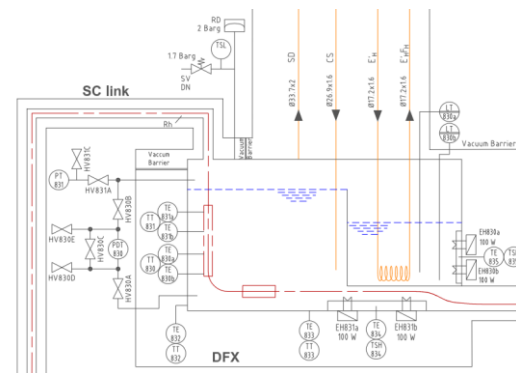 RD
2 Barg
TSL
1.7 Barg
SV
DN
SC link
Rh
Vaccum
Barrier
Vacuum
Barrier
SD
Ø33.7x2
CS
Ø26.9x1.6
Ø17.2x1.6
Ø17.2x1.6
LT
830a
LT
830b
Vacuum Barrier
HV831C
PT
831
HV831A
HV830B
HV830E
HV830C
PDT
830
HV830D
HV830A
TT
831
TE
831a
TE
831b
TT
830
TE
830a
TE
830b
TE
832
TT
832
EH830a
100 W
TE
835
EH830b
100 W
TE
833
TT
833
EH831a
100 W
TE
834
TSH
834
EH831b
100 W
DFX